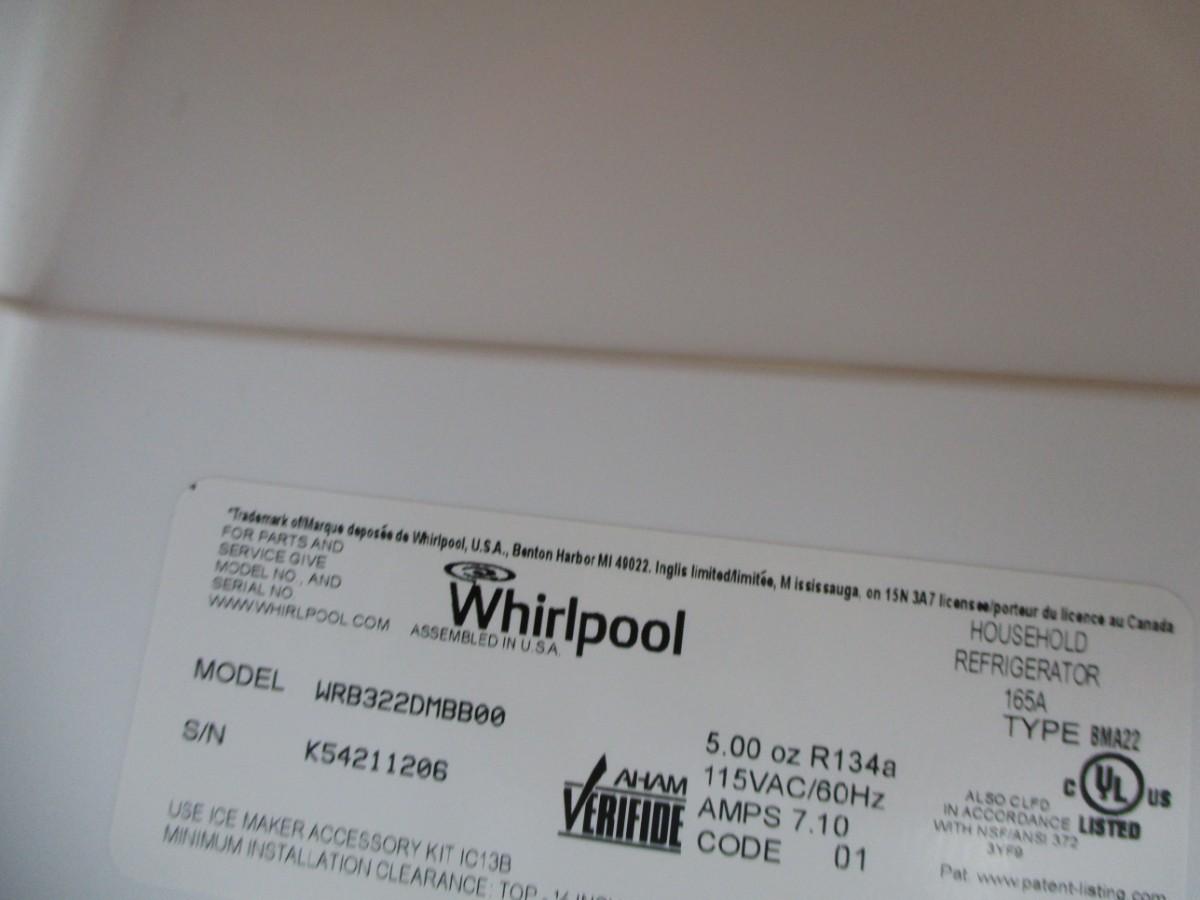 *Trademark of/Marque deposée de Whirlpool, U.S.A., Benton Harbor MI 49022. Inglis limited/limitée, M ississauga, on 15N 3A7 licensee/porteur du licence au Canada
FOR PARTS AND
SERVICE GIVE
MODEL NO., AND
SERIAL NO.
WWW.WHIRLPOOL.COM
Whirlpool
ASSEMBLED IN U.S.A.
HOUSEHOLD
REFRIGERATOR
165A
TYPE BMA22
MODEL WRB322DMBB00
S/N K54211206
AHAM
VERIFIDE
5.00 oz R134a
115VAC/60Hz
AMPS 7.10
CODE 01
C UL US
LISTED
ALSO CLFD
IN ACCORDANCE
WITH NSF/ANSI 372
3YF9
USE ICE MAKER ACCESSORY KIT IC13B
MINIMUM INSTALLATION CLEARANCE: TOP -
Pat. www.patent-listing.com